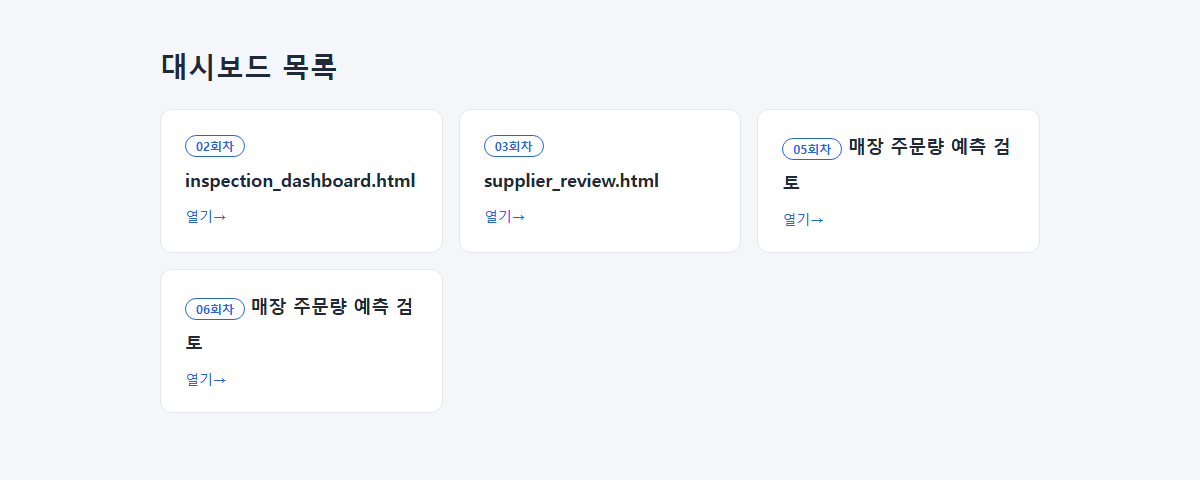 대시보드 목록
02회차
inspection_dashboard.html
열기→
03회차
supplier_review.html
열기→
05회차 매장 주문량 예측 검
토
열기→
06회차 매장 주문량 예측 검
토
열기→